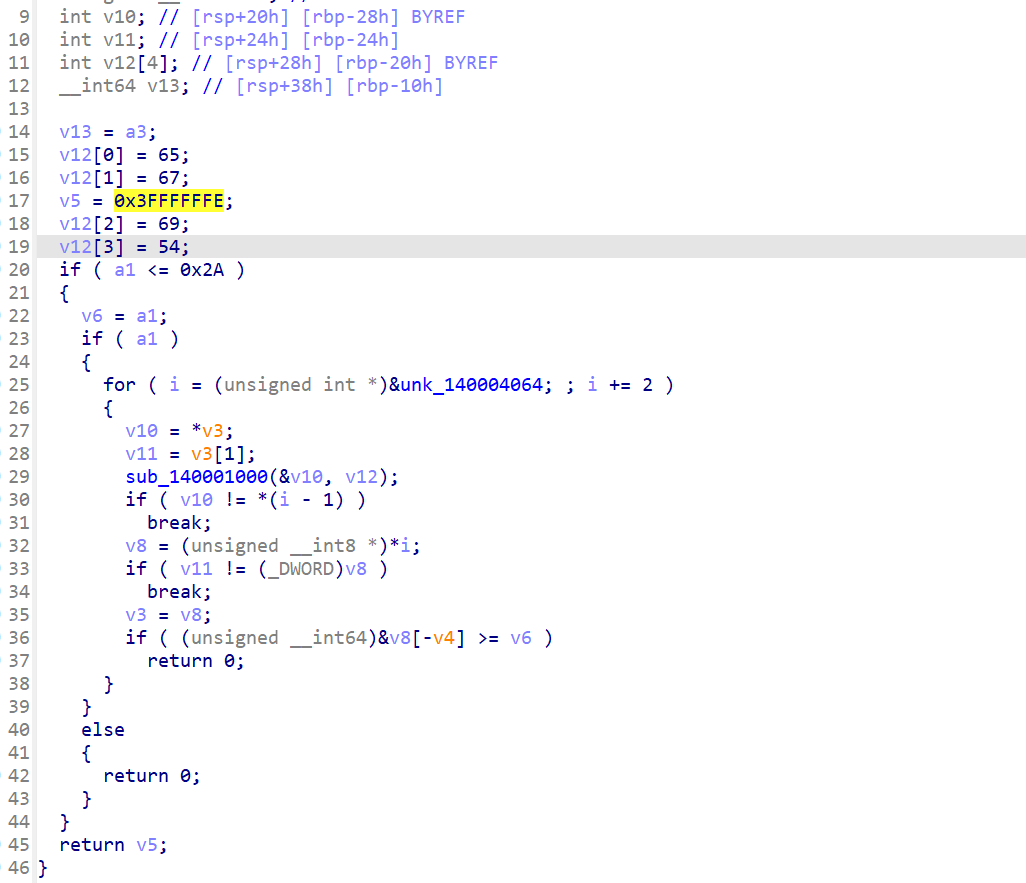 9 int v10; // [rsp+20h] [rbp-28h] BYREF
10 int v11; // [rsp+24h] [rbp-24h]
11 int v12[4]; // [rsp+28h] [rbp-20h] BYREF
12 __int64 v13; // [rsp+38h] [rbp-10h]
13
14 v13 = a3;
15 v12[0] = 65;
16 v12[1] = 67;
17 v5 = 0x3FFFFFFE;
18 v12[2] = 69;
19 v12[3] = 54;
20 if ( a1 <= 0x2A )
21 {
22 v6 = a1;
23 if ( a1 )
24 {
25 for ( i = (unsigned int *)&unk_140004064; ; i += 2 )
26 {
27 v10 = *v3;
28 v11 = v3[1];
29 sub_140001000(&v10, v12);
30 if ( v10 != *(i - 1) )
31 break;
32 v8 = (unsigned __int8 *)*i;
33 if ( v11 != (_DWORD)v8 )
34 break;
35 v3 = v8;
36 if ( (unsigned __int64)&v8[-v4] >= v6 )
37 return 0;
38 }
39 }
40 else
41 {
42 return 0;
43 }
44 }
45 return v5;
46 }